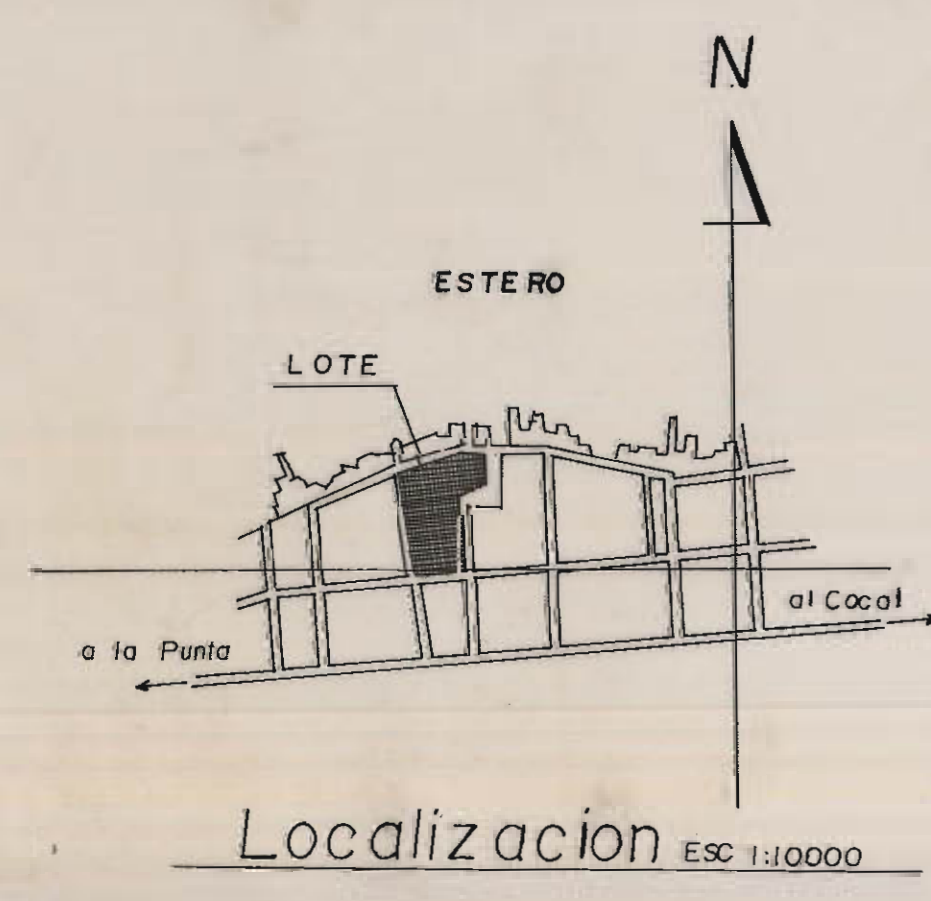 N
ESTERO
LOTE
al Cocal
a la Punta
Localizacion ESC 1:10000